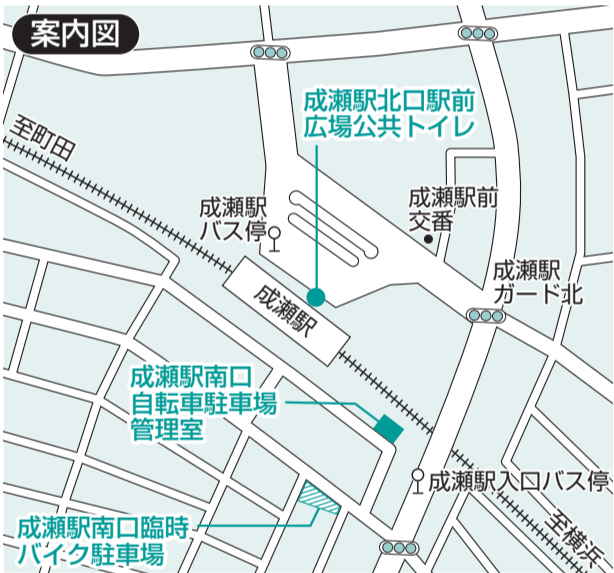 案内図
成瀬駅北口駅前
広場公共トイレ
至町田
成瀬駅
バス停
成瀬駅前
交番
成瀬駅
ガード北
成瀬駅
成瀬駅南口
自転車駐車場
管理室
成瀬駅入口バス停
成瀬駅南口臨時
バイク駐車場
至横浜